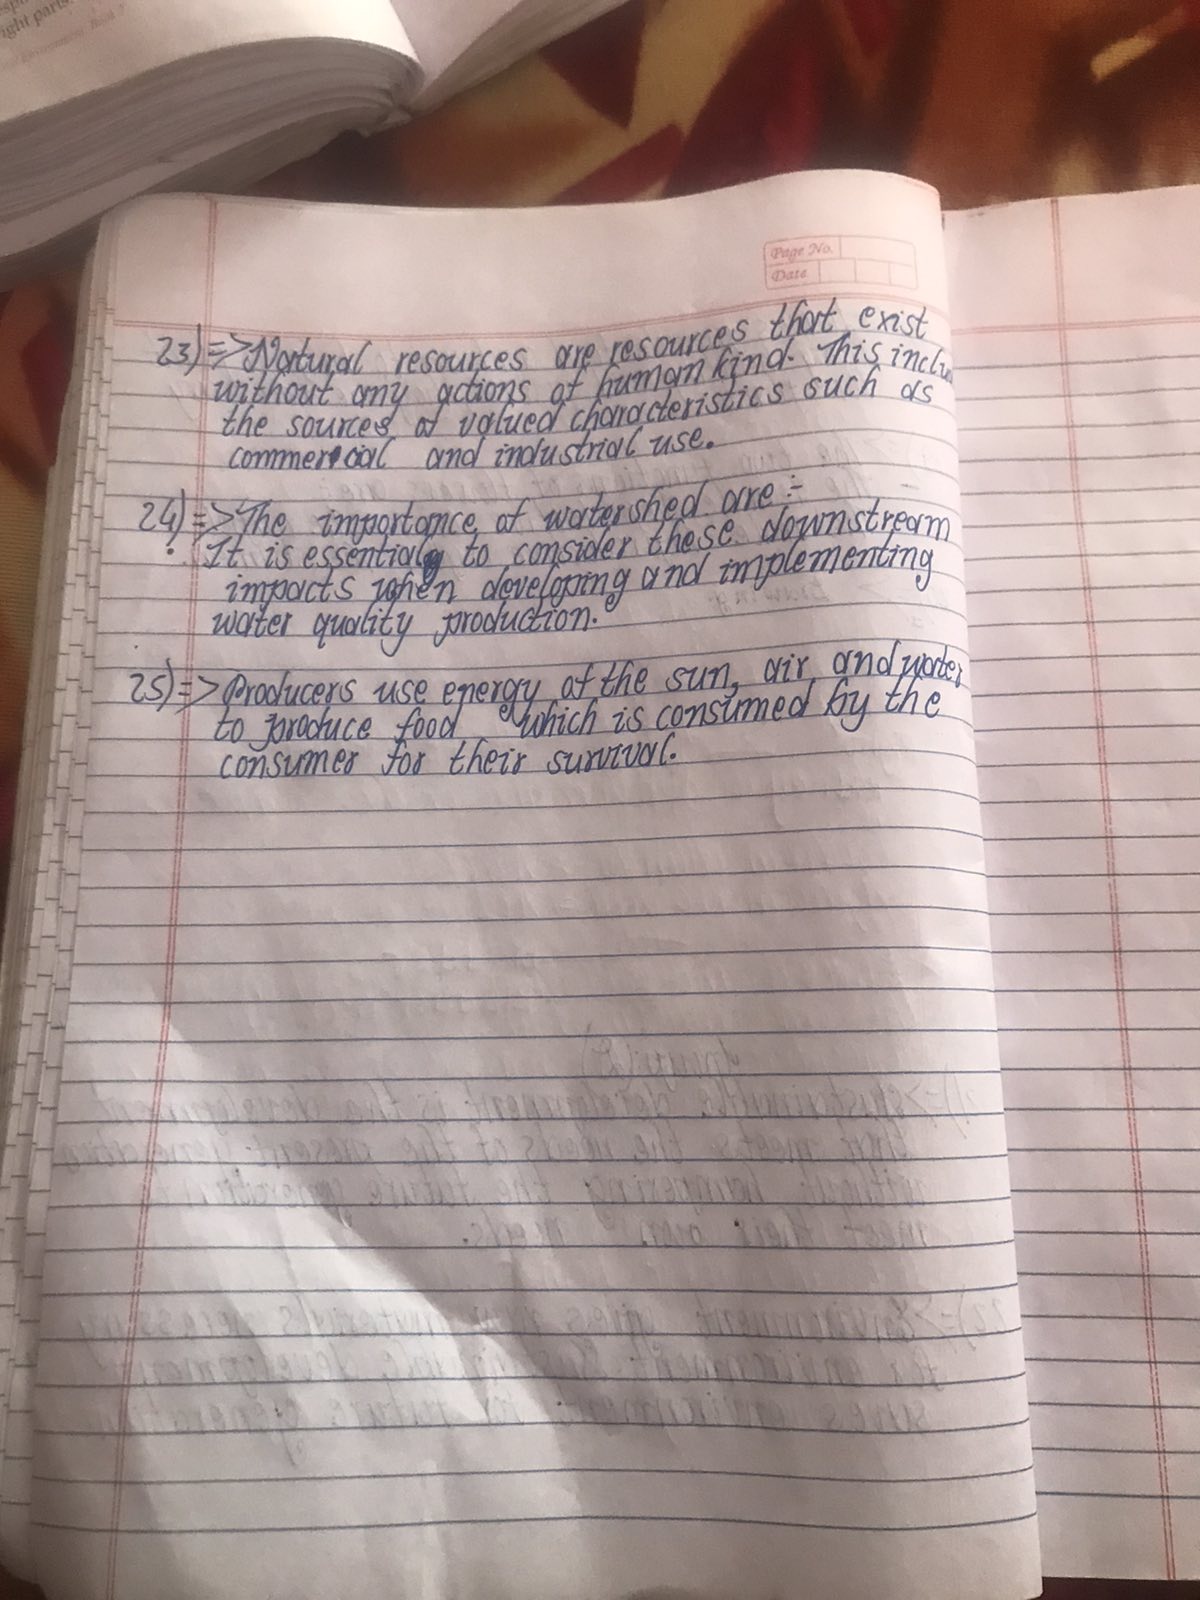 ight parts.
Page No.
Date
23) => Natural resources are resources that exist
without any actions of humankind. This inclu
the sources of valued characteristics such as
commercial and industrial use.
24) => The importance of watershed are :-
It is essential to consider these downstream
impacts when developing and implementing
water quality production.
25) => Producers use energy of the sun, air and water
to produce food which is consumed by the
consumer for their survival.